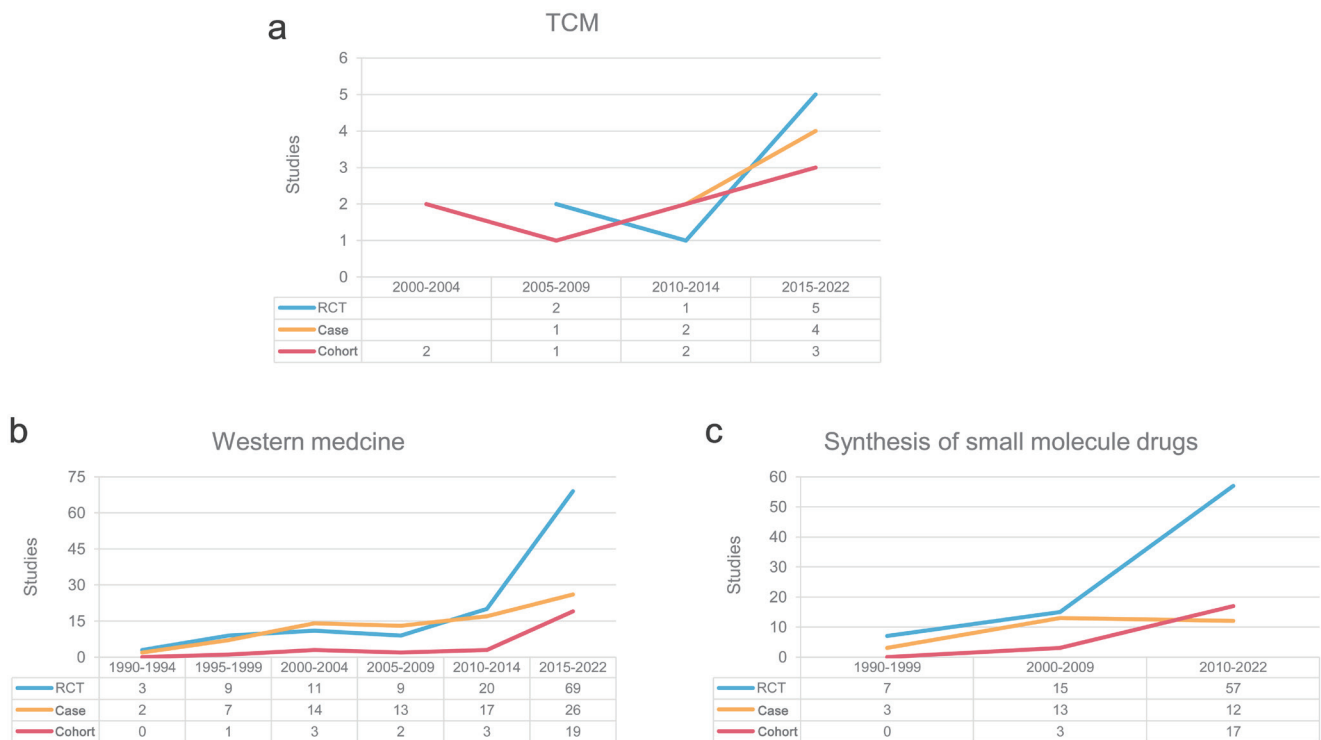 a
TCM
6
5
4
3
2
1
0
Studies
2000-2004 2005-2009 2010-2014 2015-2022
RCT 2 1 5
Case 1 2 4
Cohort 2 1 2 3
b
Western medcine
75
60
45
30
15
0
Studies
1990-1994 1995-1999 2000-2004 2005-2009 2010-2014 2015-2022
RCT 3 9 11 9 20 69
Case 2 7 14 13 17 26
Cohort 0 1 3 2 3 19
c
Synthesis of small molecule drugs
60
50
40
30
20
10
0
Studies
1990-1999 2000-2009 2010-2022
RCT 7 15 57
Case 3 13 12
Cohort 0 3 17